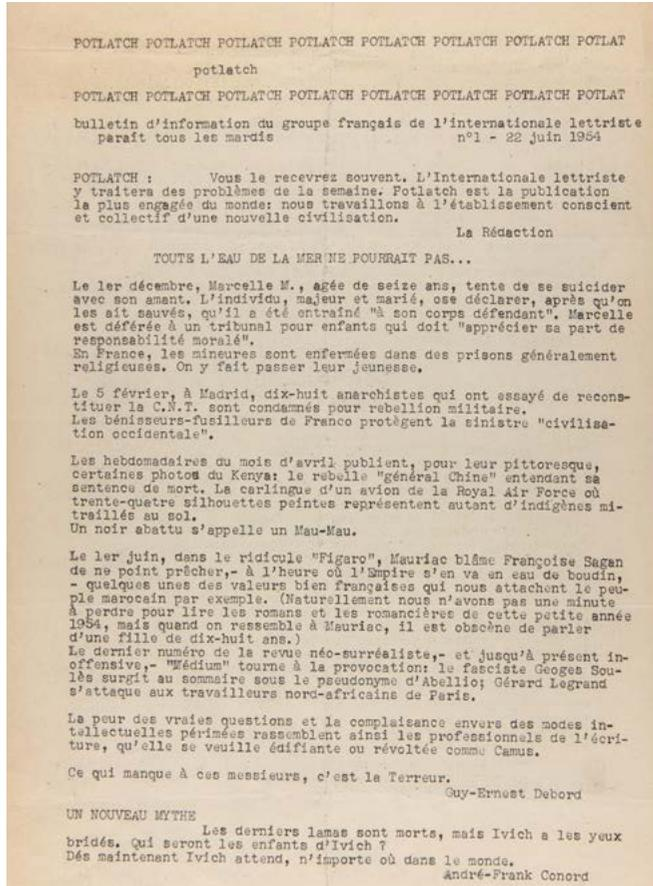 POTLATCH POTLATCH POTLATCH POTLATCH POTLATCH POTLATCH POTLATCH POTLAT
potlatch
POTLATCH POTLATCH POTLATCH POTLATCH POTLATCH POTLATCH POTLATCH POTLAT
bulletin d'information du groupe français de l'internationale lettriste
parait tous les mardis n°1 - 22 juin 1954
POTLATCH : Vous le recevrez souvent. L'Internationale lettriste
y traitera des problèmes de la semaine. Potlatch est la publication
la plus engagée du monde: nous travaillons à l'établissement conscient
et collectif d'une nouvelle civilisation.
La Rédaction
TOUTE L'EAU DE LA MER NE POURRAIT PAS...
Le 1er décembre, Marcelle M., agée de seize ans, tente de se suicider
avec son amant. L'individu, majeur et marié, ose déclarer, après qu'on
les ait sauvés, qu'il a été entraîné "à son corps défendant". Marcelle
est déférée à un tribunal pour enfants qui doit "apprécier sa part de
responsabilité moralé".
En France, les mineures sont enfermées dans des prisons généralement
religieuses. On y fait passer leur jeunesse.
Le 5 février, à Madrid, dix-huit anarchistes qui ont essayé de recons-
tituer la C.N.T. sont condamnés pour rebellion militaire.
Les bénisseurs-fusilleurs de Franco protègent la sinistre "civilisa-
tion occidentale".
Les hebdomadaires du mois d'avril publient, pour leur pittoresque,
certaines photos du Kenya: le rebelle "général Chine" entendant sa
sentence de mort. La carlingue d'un avion de la Royal Air Force où
trente-quatre silhouettes peintes représentent autant d'indigènes mi-
traillés au sol.
Un noir abattu s'appelle un Mau-Mau.
Le 1er juin, dans le ridicule "Figaro", Mauriac blâme Françoise Sagan
de ne point prêcher,- à l'heure où l'Empire s'en va en eau de boudin,
- quelques unes des valeurs bien françaises qui nous attachent le peu-
ple marocain par exemple. (Naturellement nous n'avons pas une minute
à perdre pour lire les romans et les romancières de cette petite année
1954, mais quand on ressemble à Mauriac, il est obscène de parler
d'une fille de dix-huit ans.)
Le dernier numéro de la revue néo-surréaliste,- et jusqu'à présent in-
offensive,- "Médium" tourne à la provocation: le fasciste Geoges Sou-
lès surgit au sommaire sous le pseudonyme d'Abellio; Gérard Legrand
s'attaque aux travailleurs nord-africains de Paris.
La peur des vraies questions et la complaisance envers des modes in-
tellectuelles périmées rassemblent ainsi les professionnels de l'écri-
ture, qu'elle se veuille édifiante ou révoltée comme Camus.
Ce qui manque à ces messieurs, c'est la Terreur.
Guy-Ernest Debord
UN NOUVEAU MYTHE
Les derniers lamas sont morts, mais Ivich a les yeux
bridés. Qui seront les enfants d'Ivich ?
Dés maintenant Ivich attend, n'importe où dans le monde.
André-Frank Conord